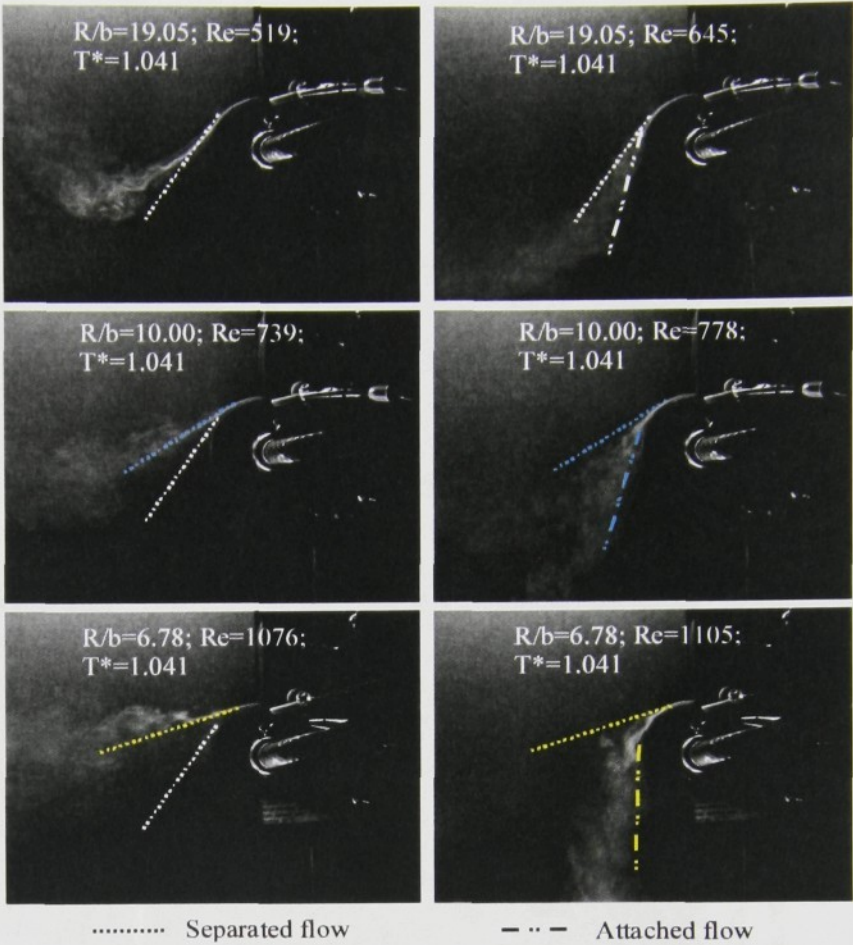 R/b=19.05; Re=519;
T*=1.041
R/b=19.05; Re=645;
T*=1.041
R/b=10.00; Re=739;
T*=1.041
R/b=10.00; Re=778;
T*=1.041
R/b=6.78; Re=1076;
T*=1.041
R/b=6.78; Re=1105;
T*=1.041
Separated flow
Attached flow